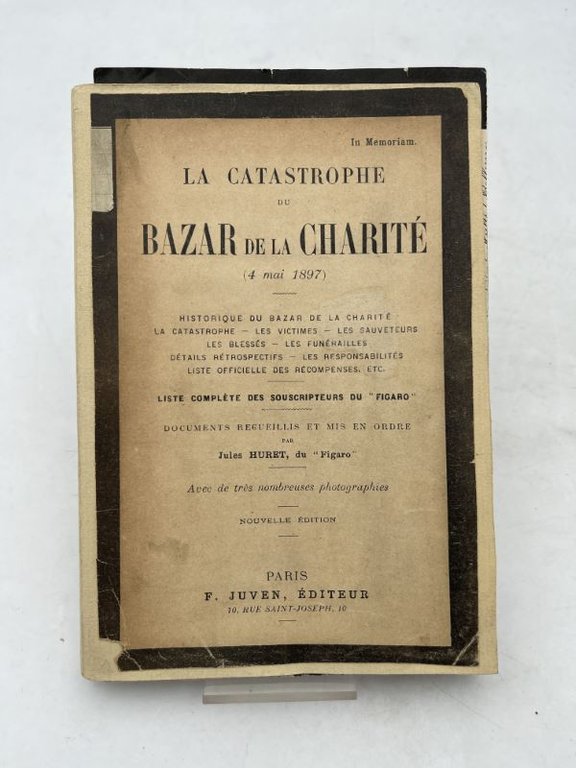 In Memoriam.
LA CATASTROPHE
DU
BAZAR DE LA CHARITÉ
(4 mai 1897)
HISTORIQUE DU BAZAR DE LA CHARITÉ
LA CATASTROPHE — LES VICTIMES — LES SAUVETEURS
LES BLESSÉS — LES FUNÉRAILLES
DÉTAILS RÉTROSPECTIFS — LES RESPONSABILITÉS
LISTE OFFICIELLE DES RÉCOMPENSES, ETC.
LISTE COMPLÈTE DES SOUSCRIPTEURS DU "FIGARO"
DOCUMENTS RECUEILLIS ET MIS EN ORDRE
PAR
Jules HURET, du "Figaro"
Avec de très nombreuses photographies
NOUVELLE ÉDITION
PARIS
F. JUVEN, ÉDITEUR
10, RUE SAINT-JOSEPH, 10